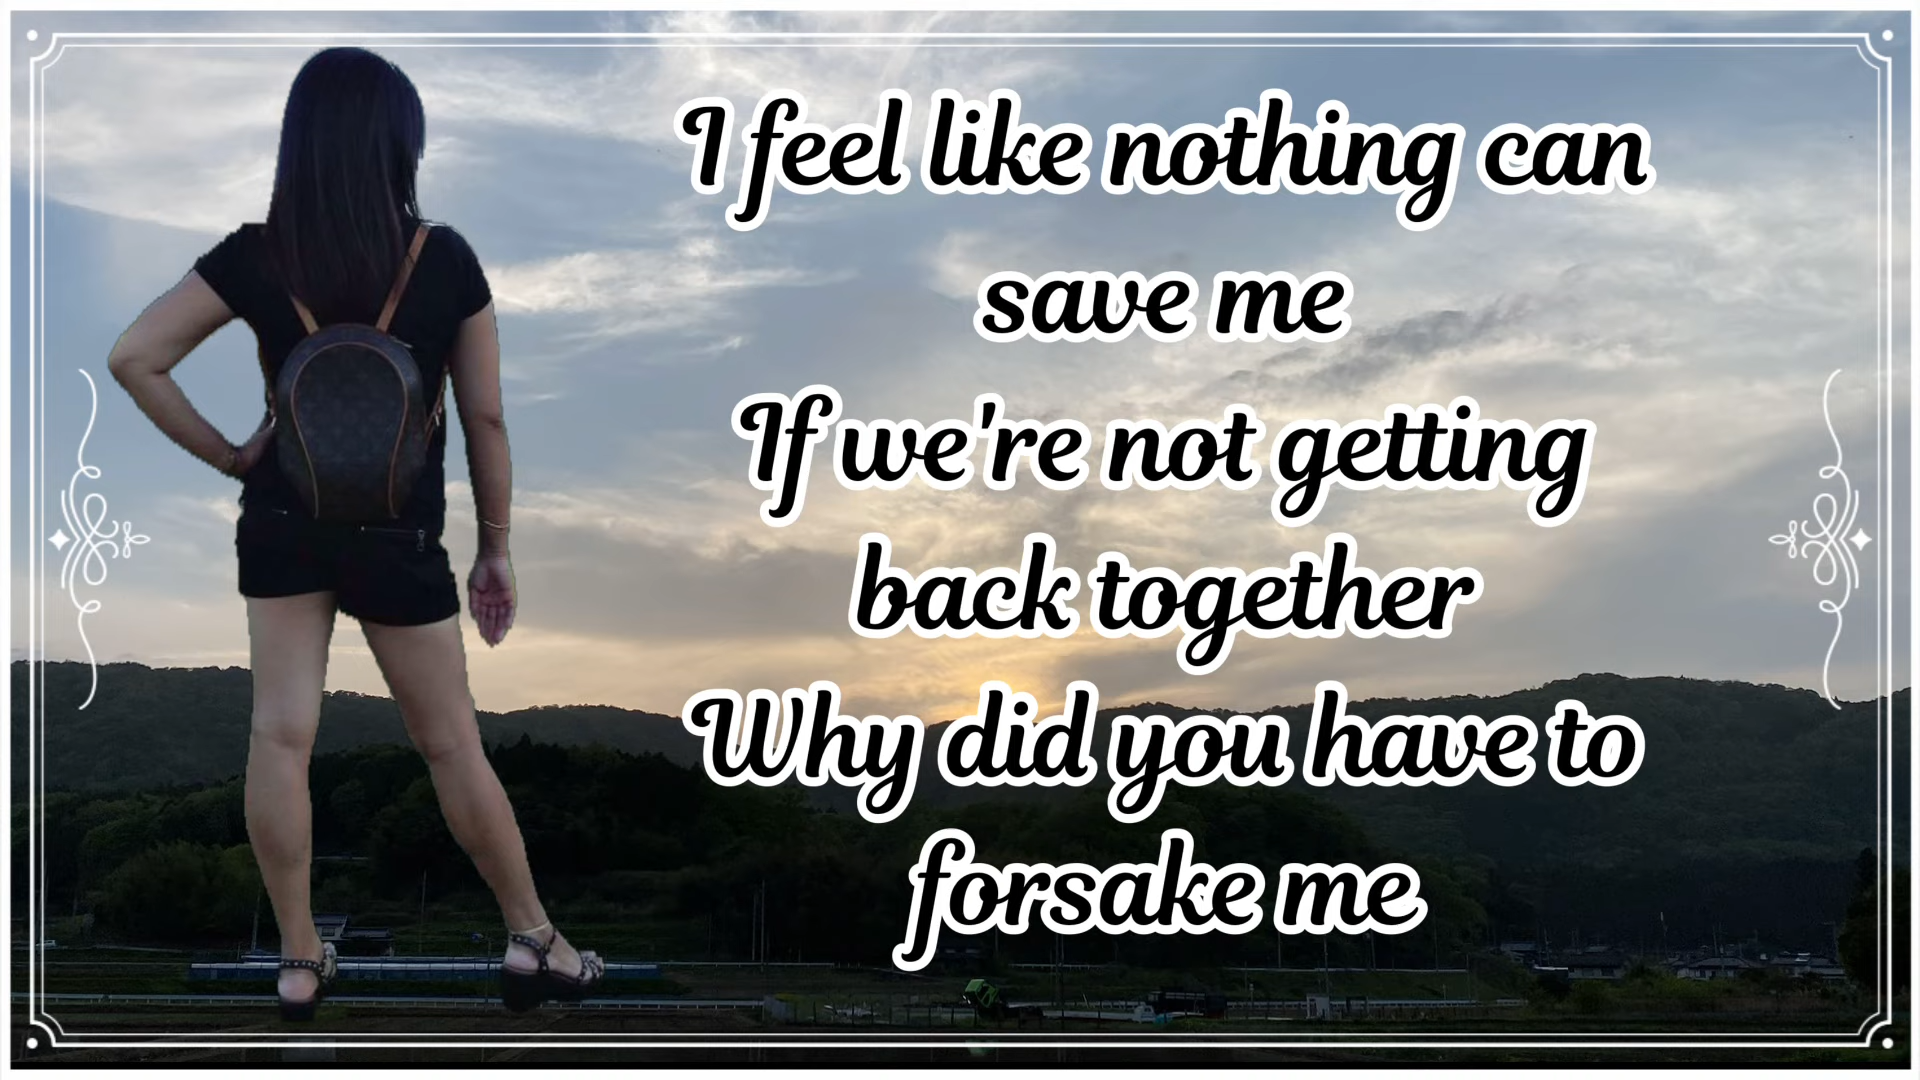 I feel like nothing can
save me
If we're not getting
back together
Why did you have to
forsake me